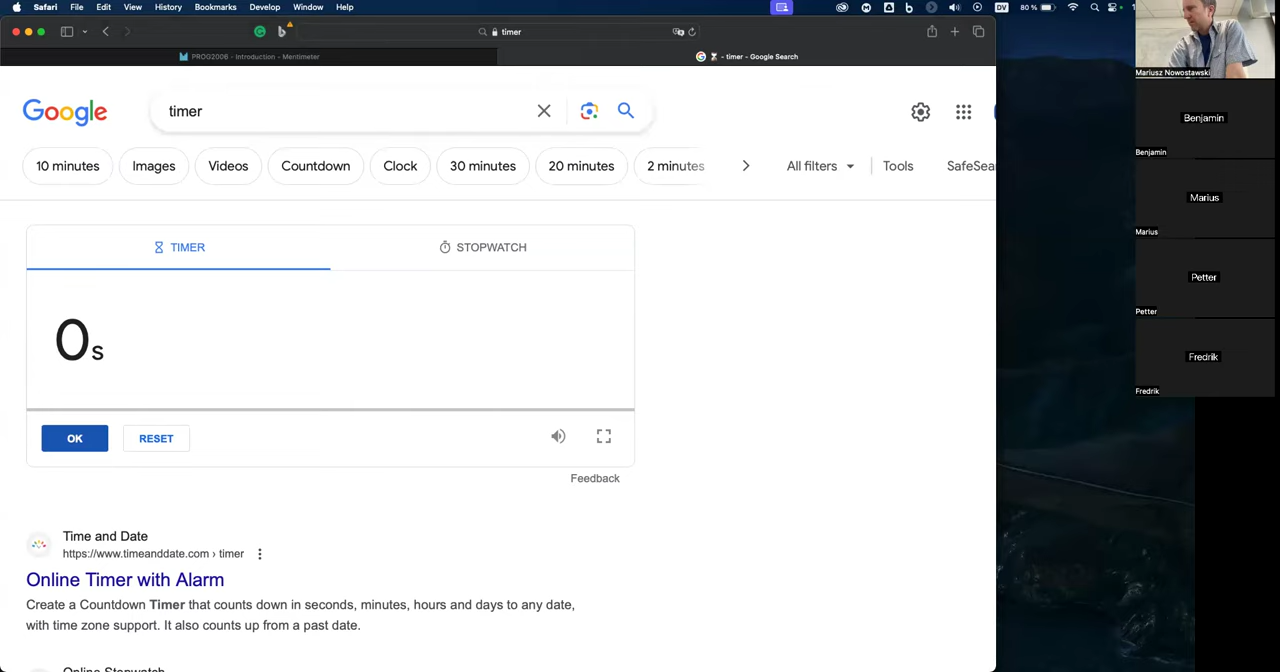 Safari File Edit View History Bookmarks Develop Window Help
DV 80 %
timer
PROG2006 - Introduction - Mentimeter
- timer - Google Search
Google
timer
10 minutes Images Videos Countdown Clock 30 minutes 20 minutes 2 minutes All filters Tools SafeSea
TIMER STOPWATCH
0s
OK RESET
Feedback
Time and Date
https://www.timeanddate.com › timer
Online Timer with Alarm
Create a Countdown Timer that counts down in seconds, minutes, hours and days to any date,
with time zone support. It also counts up from a past date.
Online Stopwatch
Mariusz Nowostawski
Benjamin
Benjamin
Marius
Marius
Petter
Petter
Fredrik
Fredrik